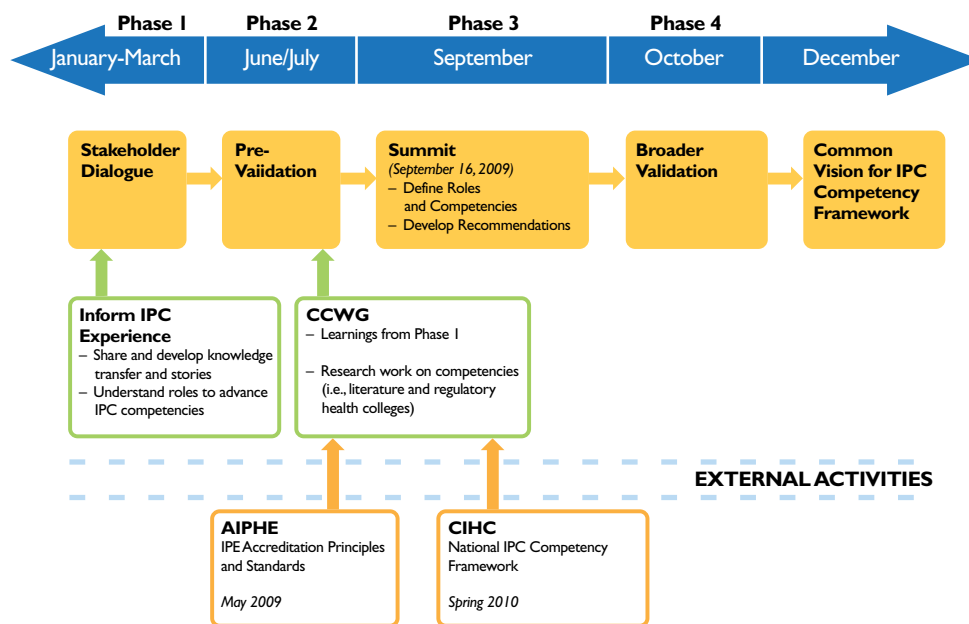 Phase 1
Phase 2
Phase 3
Phase 4
January-March
June/July
September
October
December
Stakeholder
Dialogue
Pre-
Vaiidation
Summit
(September 16, 2009)
– Define Roles
and Competencies
– Develop Recommendations
Broader
Validation
Common
Vision for IPC
Competency
Framework
Inform IPC
Experience
– Share and develop knowledge
transfer and stories
– Understand roles to advance
IPC competencies
CCWG
– Learnings from Phase 1
– Research work on competencies
(i.e., literature and regulatory
health colleges)
EXTERNAL ACTIVITIES
AIPHE
IPE Accreditation Principles
and Standards
May 2009
CIHC
National IPC Competency
Framework
Spring 2010